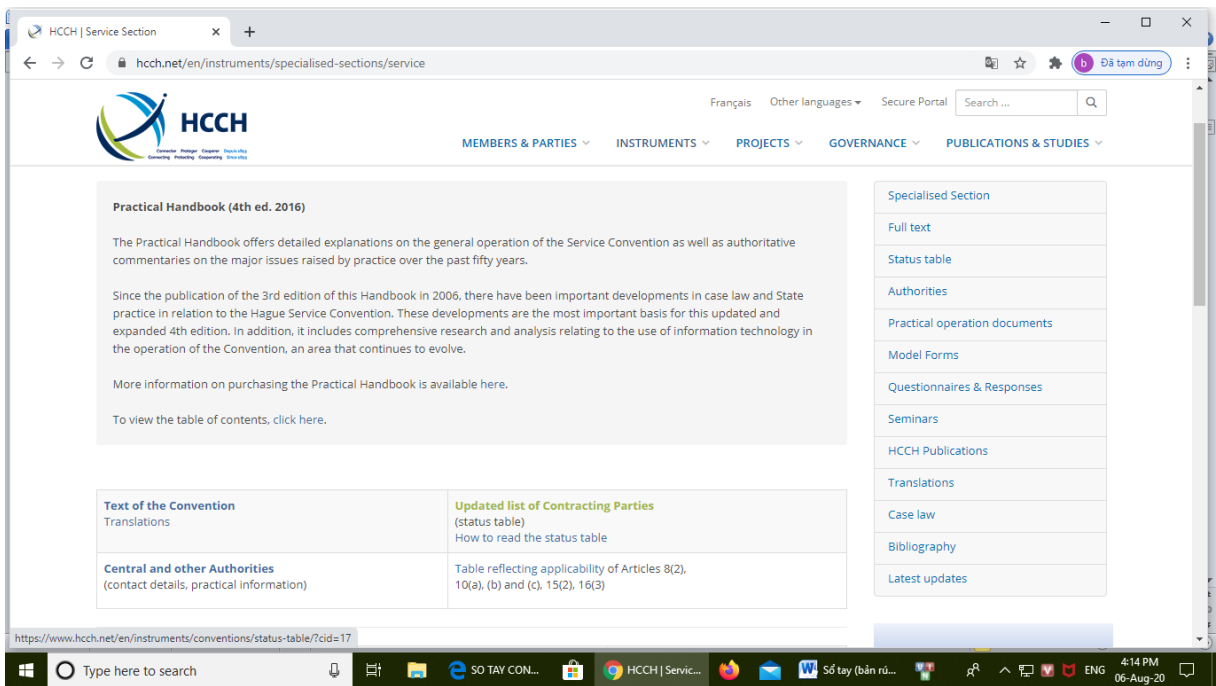 HCCH | Service Section
hcch.net/en/instruments/specialised-sections/service
b Đã tạm dừng
Français Other languages Secure Portal Search ...
HCCH
Connecter Protéger Coopérer Depuis 1893
Connecting Protecting Cooperating Since 1893
MEMBERS & PARTIES INSTRUMENTS PROJECTS GOVERNANCE PUBLICATIONS & STUDIES
Practical Handbook (4th ed. 2016)
The Practical Handbook offers detailed explanations on the general operation of the Service Convention as well as authoritative
commentaries on the major issues raised by practice over the past fifty years.
Since the publication of the 3rd edition of this Handbook in 2006, there have been important developments in case law and State
practice in relation to the Hague Service Convention. These developments are the most important basis for this updated and
expanded 4th edition. In addition, it includes comprehensive research and analysis relating to the use of information technology in
the operation of the Convention, an area that continues to evolve.
More information on purchasing the Practical Handbook is available here.
To view the table of contents, click here.
Text of the Convention
Translations
Updated list of Contracting Parties
(status table)
How to read the status table
Central and other Authorities
(contact details, practical information)
Table reflecting applicability of Articles 8(2),
10(a), (b) and (c), 15(2), 16(3)
Specialised Section
Full text
Status table
Authorities
Practical operation documents
Model Forms
Questionnaires & Responses
Seminars
HCCH Publications
Translations
Case law
Bibliography
Latest updates
https://www.hcch.net/en/instruments/conventions/status-table/?cid=17
Type here to search
SO TAY CON...
HCCH | Servic...
Sổ tay (bản rú...
ENG
4:14 PM
06-Aug-20